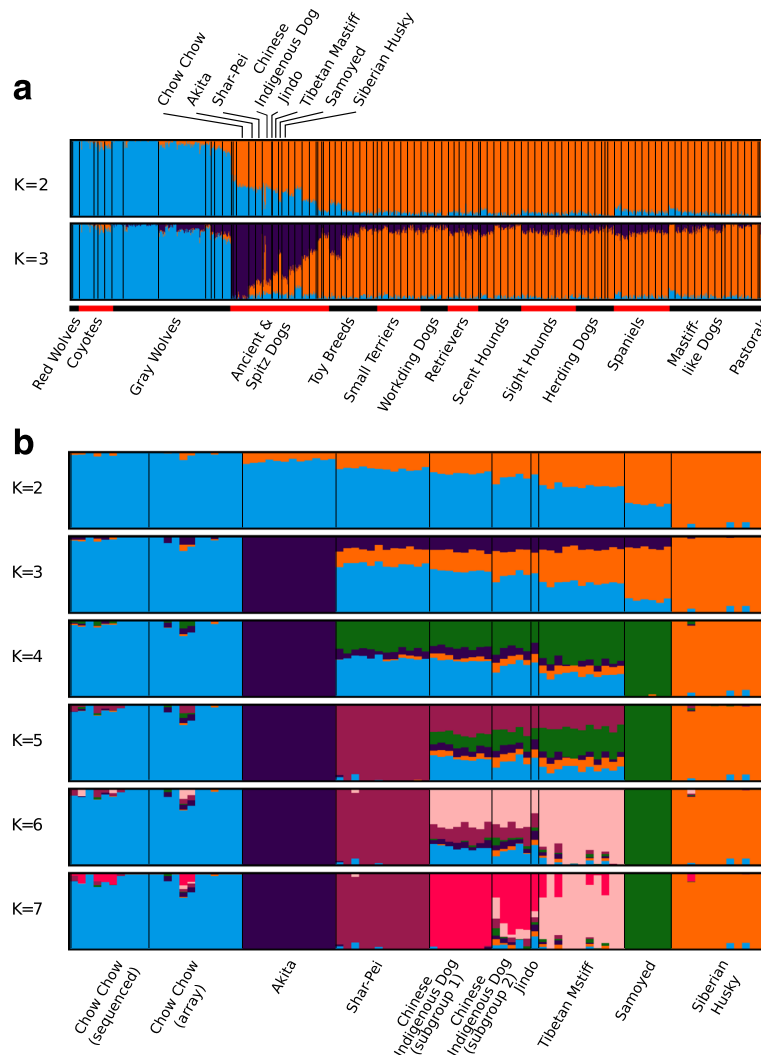 a
Chow Chow
Akita
Shar-Pei
Chinese
Indigenous Dog
Jindo
Tibetan Mastiff
Samoyed
Siberian Husky
K=2
K=3
Red Wolves
Coyotes
Gray Wolves
Ancient &
Spitz Dogs
Toy Breeds
Small Terriers
Workding Dogs
Retrievers
Scent Hounds
Sight Hounds
Herding Dogs
Spaniels
Mastiff-
like Dogs
Pastorals
b
K=2
K=3
K=4
K=5
K=6
K=7
Chow Chow
(sequenced)
Chow Chow
(array)
Akita
Shar-Pei
Chinese
Indigenous Dog
(subgroup 1)
Chinese
Indigenous Dog
(subgroup 2)
Jindo
Tibetan Mstiff
Samoyed
Siberian
Husky